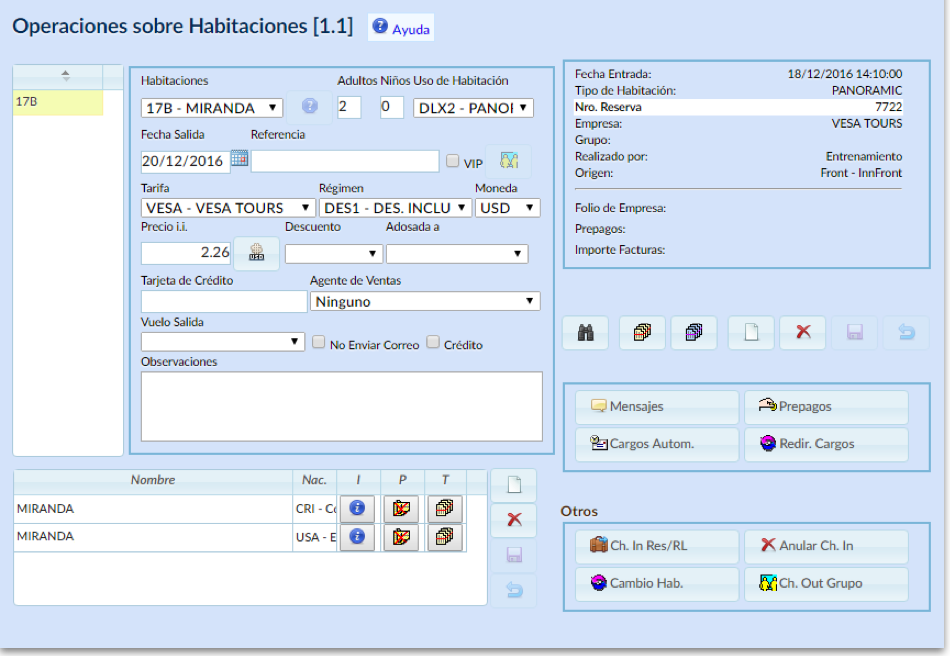 Operaciones sobre Habitaciones [1.1] Ayuda
17B
Habitaciones Adultos Niños Uso de Habitación
17B - MIRANDA 2 0 DLX2 - PANOI
Fecha Salida Referencia
20/12/2016 VIP
Tarifa Régimen Moneda
VESA - VESA TOURS DES1 - DES. INCLU USD
Precio i.i. Descuento Adosada a
2.26
Tarjeta de Crédito Agente de Ventas
Ninguno
Vuelo Salida
No Enviar Correo Crédito
Observaciones
Fecha Entrada: 18/12/2016 14:10:00
Tipo de Habitación: PANORAMIC
Nro. Reserva 7722
Empresa: VESA TOURS
Grupo:
Realizado por: Entrenamiento
Origen: Front - InnFront
Folio de Empresa:
Prepagos:
Importe Facturas:
Mensajes Prepagos
Cargos Autom. Redir. Cargos
Nombre Nac. I P T
MIRANDA CRI - Co
MIRANDA USA - E
Otros
Ch. In Res/RL Anular Ch. In
Cambio Hab. Ch. Out Grupo